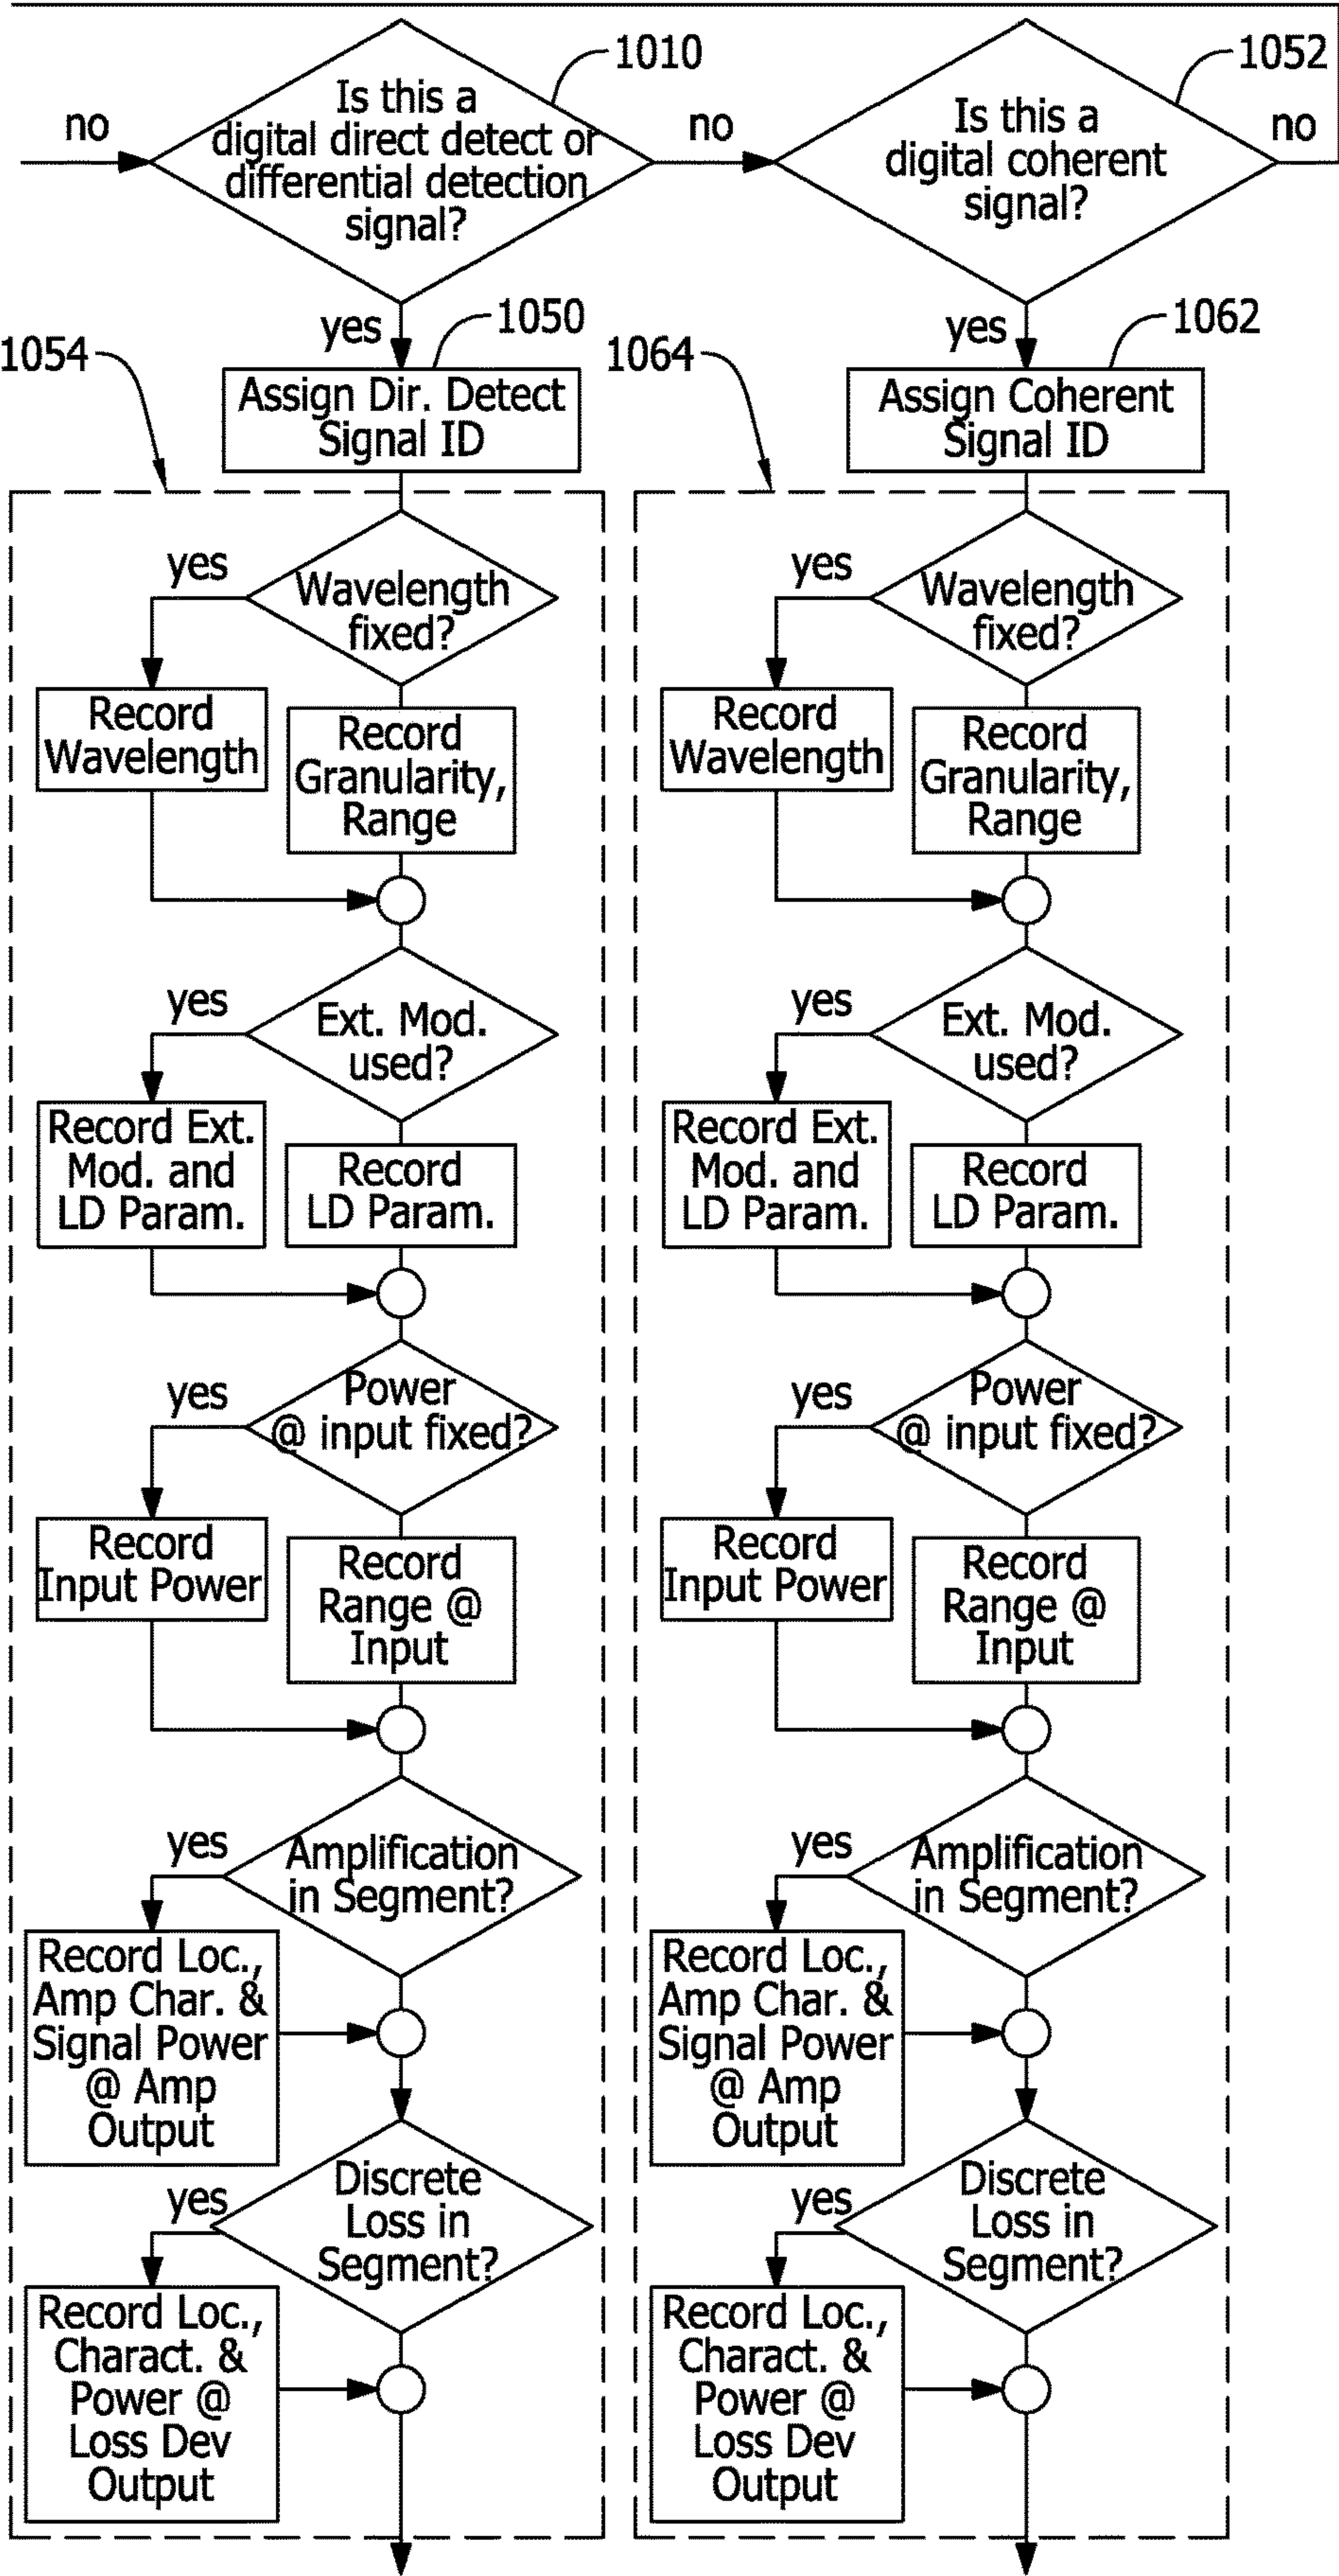 no
Is this a
digital direct detect or
differential detection
signal?
1010
no
Is this a
digital coherent
signal?
1052
no
yes
1050
1054
Assign Dir. Detect
Signal ID
yes
Wavelength
fixed?
Record
Wavelength
Record
Granularity,
Range
yes
Ext. Mod.
used?
Record Ext.
Mod. and
LD Param.
Record
LD Param.
yes
Power
@ input fixed?
Record
Input Power
Record
Range @
Input
yes
Amplification
in Segment?
Record Loc.,
Amp Char. &
Signal Power
@ Amp
Output
yes
Discrete
Loss in
Segment?
Record Loc.,
Charact. &
Power @
Loss Dev
Output
yes
1062
1064
Assign Coherent
Signal ID
yes
Wavelength
fixed?
Record
Wavelength
Record
Granularity,
Range
yes
Ext. Mod.
used?
Record Ext.
Mod. and
LD Param.
Record
LD Param.
yes
Power
@ input fixed?
Record
Input Power
Record
Range @
Input
yes
Amplification
in Segment?
Record Loc.,
Amp Char. &
Signal Power
@ Amp
Output
yes
Discrete
Loss in
Segment?
Record Loc.,
Charact. &
Power @
Loss Dev
Output